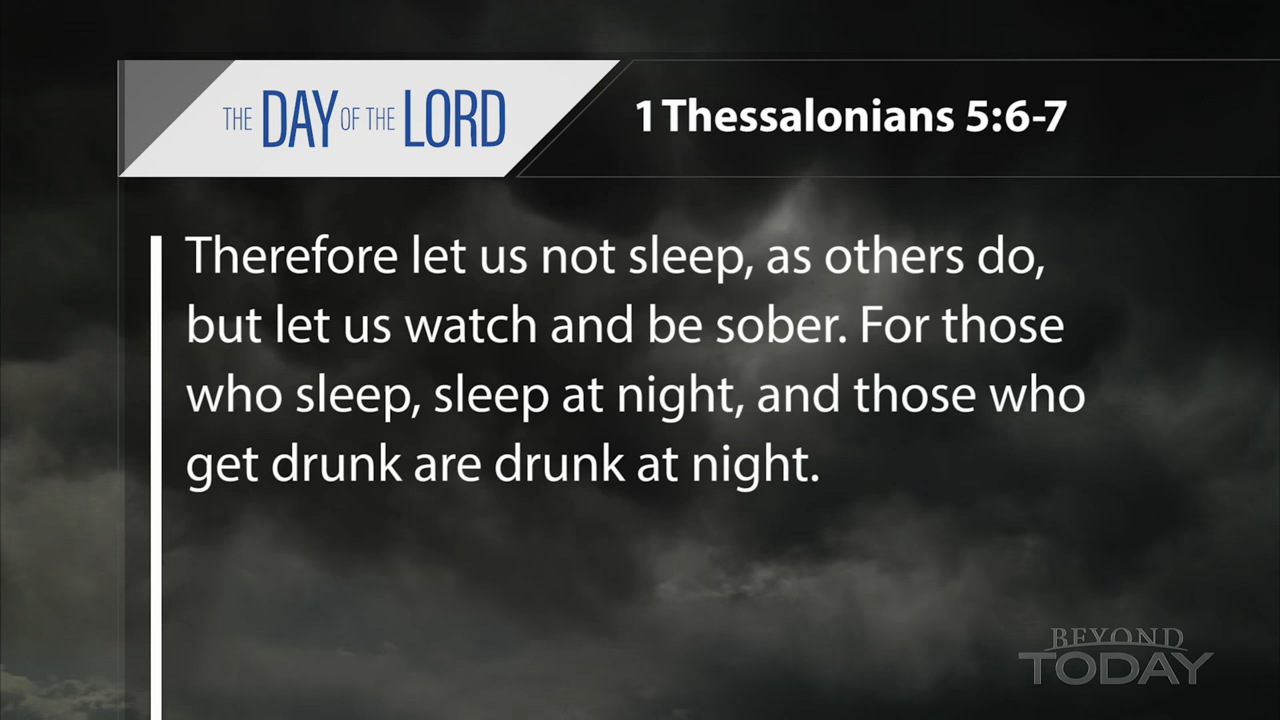 THE DAY OF THE LORD
1 Thessalonians 5:6-7
Therefore let us not sleep, as others do,
but let us watch and be sober. For those
who sleep, sleep at night, and those who
get drunk are drunk at night.
BEYOND
TODAY